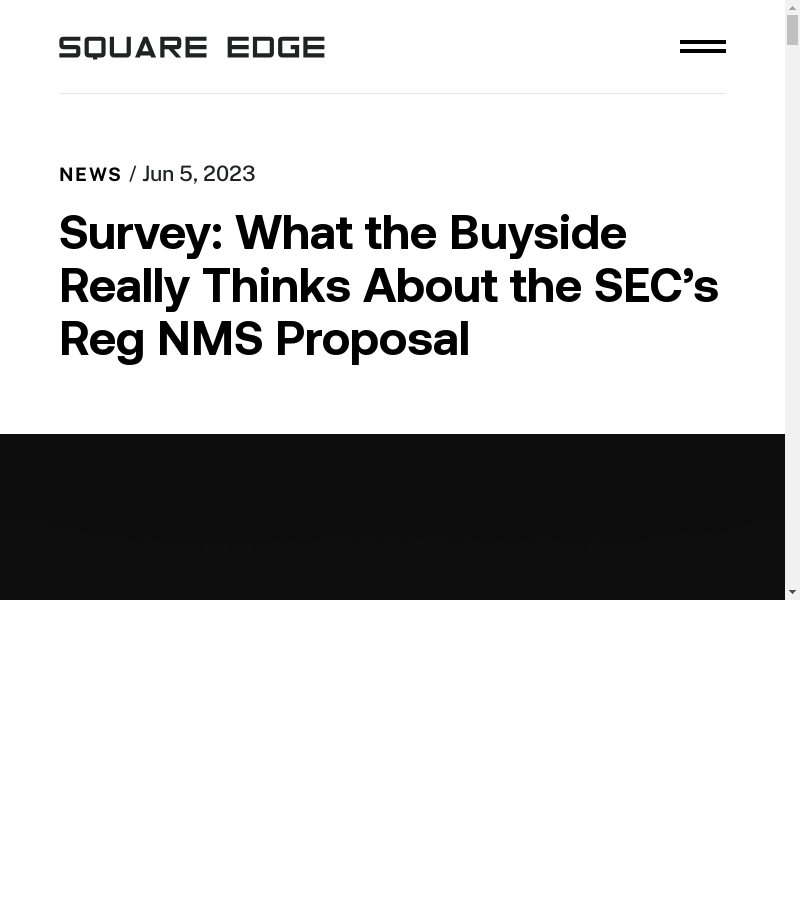 SQUARE EDGE
NEWS / Jun 5, 2023
Survey: What the Buyside
Really Thinks About the SEC’s
Reg NMS Proposal